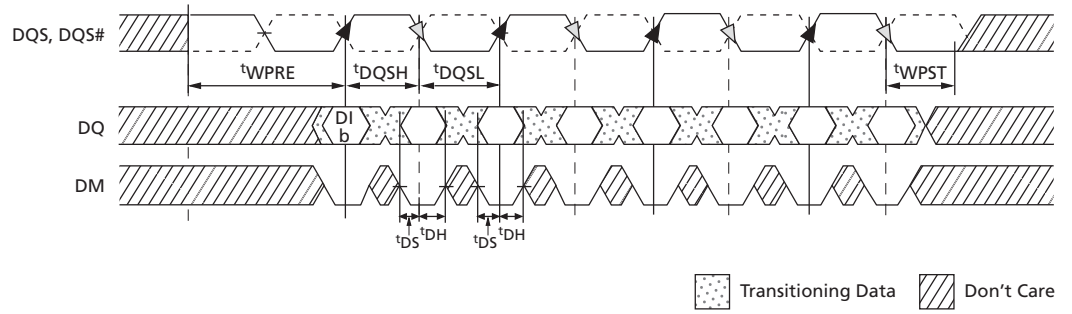 DQS, DQS#
tWPRE tDQSH tDQSL tWPST
DQ
DI
b
DM
tDS tDH tDS tDH
Transitioning Data Don't Care